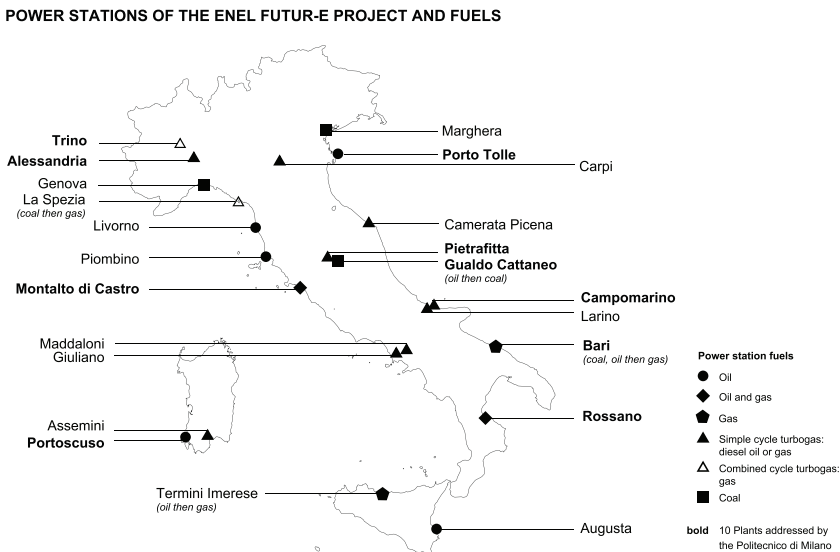 POWER STATIONS OF THE ENEL FUTUR-E PROJECT AND FUELS
Trino
Alessandria
Genova
La Spezia
(coal then gas)
Livorno
Piombino
Montalto di Castro
Maddaloni
Giuliano
Assemini
Portoscuso
Termini Imerese
(oil then gas)
Marghera
Porto Tolle
Carpi
Camerata Picena
Pietrafitta
Gualdo Cattaneo
(oil then coal)
Campomarino
Larino
Bari
(coal, oil then gas)
Rossano
Augusta
Power station fuels
Oil
Oil and gas
Gas
Simple cycle turbogas:
diesel oil or gas
Combined cycle turbogas:
gas
Coal
bold 10 Plants addressed by
the Politecnico di Milano